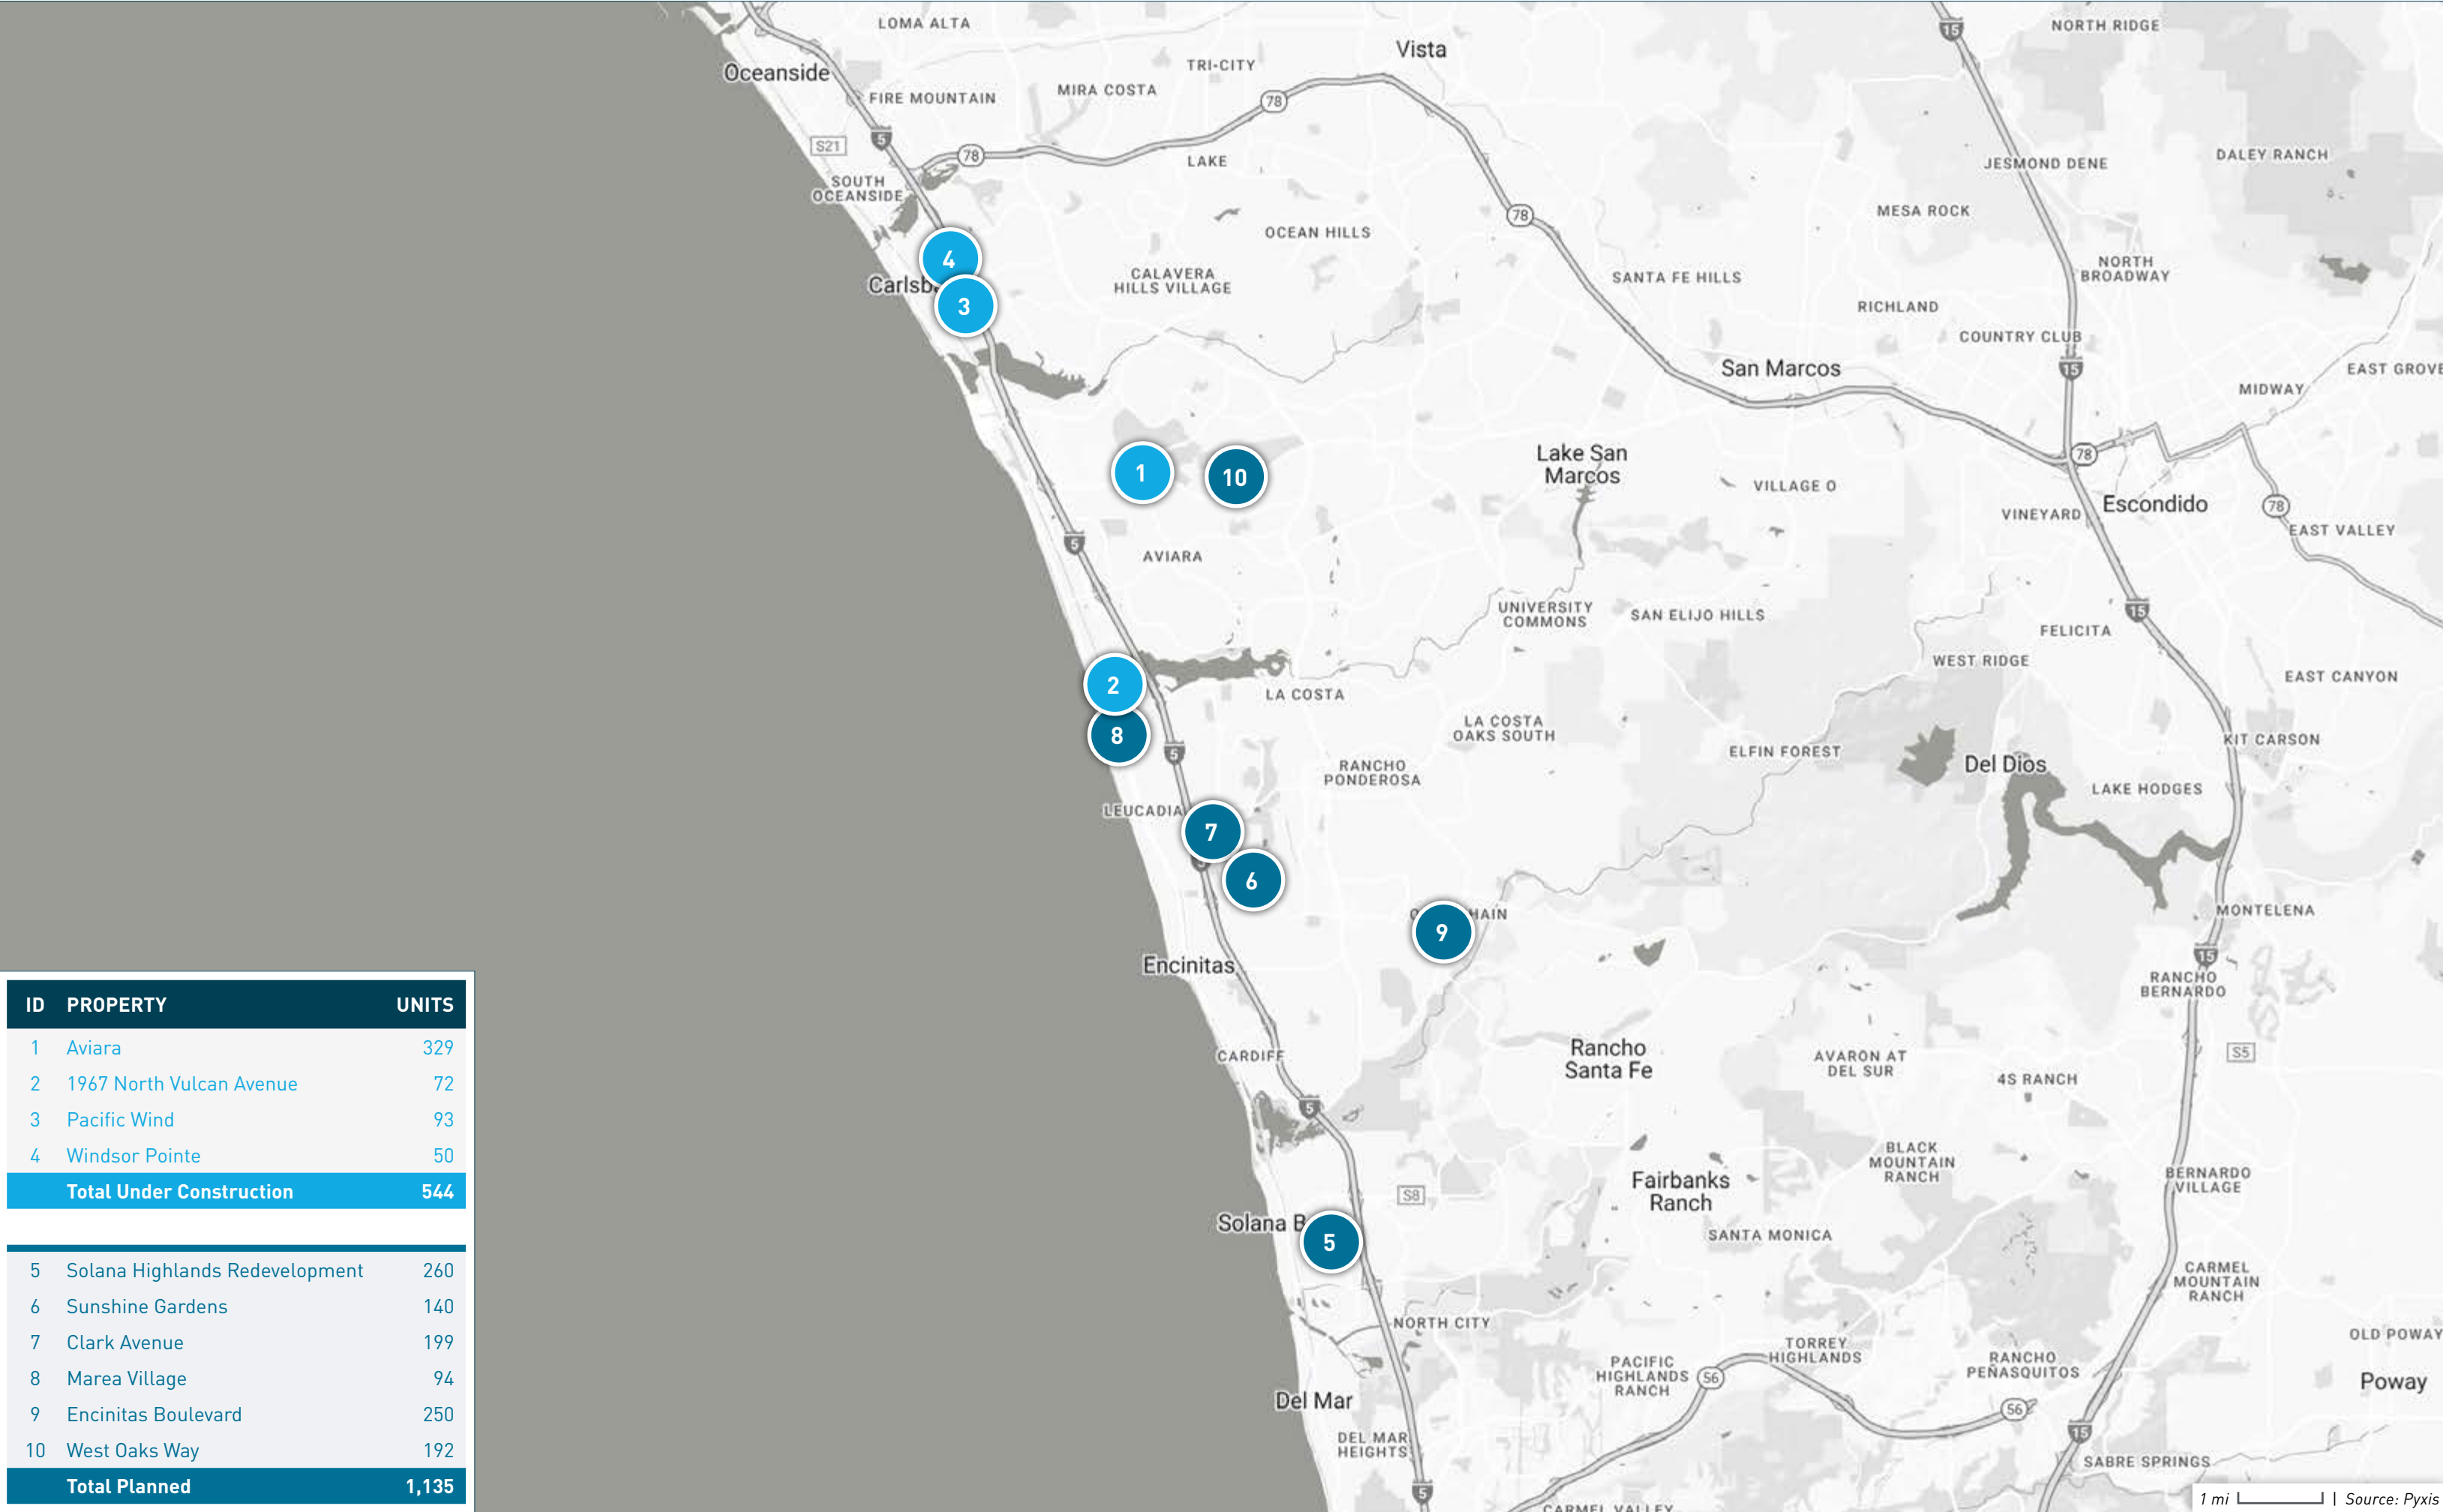 LOMA ALTA
15
NORTH RIDGE
Vista
TRI-CITY
Oceanside
MIRA COSTA
FIRE MOUNTAIN
78
5
S21
78
LAKE
DALEY RANCH
JESMOND DENE
SOUTH
OCEANSIDE
MESA ROCK
78
OCEAN HILLS
4
NORTH
BROADWAY
CALAVERA
HILLS VILLAGE
SANTA FE HILLS
Carlsb
3
RICHLAND
COUNTRY CLUB
San Marcos
15
EAST GROVE
MIDWAY
Lake San
Marcos
78
1
10
VILLAGE O
Escondido
78
VINEYARD
EAST VALLEY
5
AVIARA
UNIVERSITY
COMMONS
SAN ELIJO HILLS
15
FELICITA
WEST RIDGE
EAST CANYON
2
LA COSTA
8
LA COSTA
OAKS SOUTH
5
ELFIN FOREST
KIT CARSON
RANCHO
PONDEROSA
Del Dios
LAKE HODGES
LEUCADIA
7
6
HAIN
9
MONTELENA
Encinitas
15
RANCHO
BERNARDO
ID PROPERTY UNITS
1 Aviara 329
2 1967 North Vulcan Avenue 72
3 Pacific Wind 93
4 Windsor Pointe 50
Total Under Construction 544
5 Solana Highlands Redevelopment 260
6 Sunshine Gardens 140
7 Clark Avenue 199
8 Marea Village 94
9 Encinitas Boulevard 250
10 West Oaks Way 192
Total Planned 1,135
CARDIFF
Rancho
Santa Fe
AVARON AT
DEL SUR
S5
4S RANCH
5
BLACK
MOUNTAIN
RANCH
Fairbanks
Ranch
BERNARDO
VILLAGE
S8
Solana B
5
SANTA MONICA
CARMEL
MOUNTAIN
RANCH
NORTH CITY
OLD POWAY
TORREY
HIGHLANDS
PACIFIC
HIGHLANDS
RANCH
56
RANCHO
PEÑASQUITOS
Poway
Del Mar
56
15
DEL MAR
HEIGHTS
SABRE SPRINGS
5
CARMEL VALLEY
1 mi | Source: Pyxis